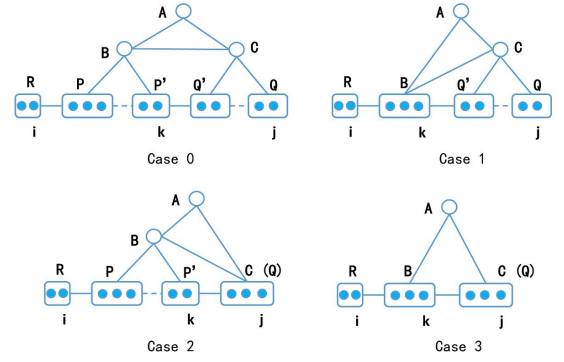 A
B C
R P P' Q' Q
i k j
Case 0
A
C
R B Q' Q
i k j
Case 1
A
B
R P P' C (Q)
i k j
Case 2
A
R B C (Q)
i k j
Case 3